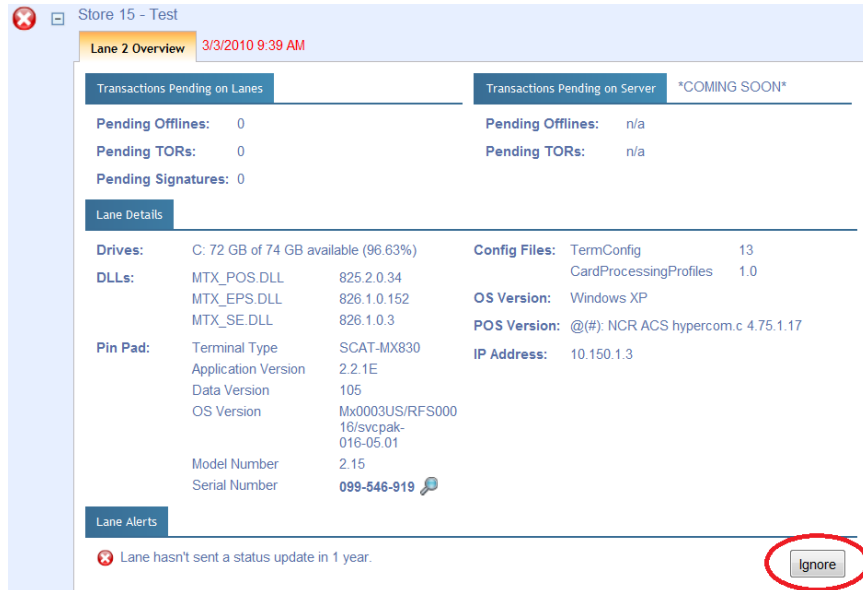 Store 15 - Test
Lane 2 Overview 3/3/2010 9:39 AM
Transactions Pending on Lanes
Pending Offlines: 0
Pending TORs: 0
Pending Signatures: 0
Transactions Pending on Server *COMING SOON*
Pending Offlines: n/a
Pending TORs: n/a
Lane Details
Drives: C: 72 GB of 74 GB available (96.63%)
DLLs: MTX_POS.DLL 825.2.0.34
MTX_EPS.DLL 826.1.0.152
MTX_SE.DLL 826.1.0.3
Pin Pad: Terminal Type SCAT-MX830
Application Version 2.2.1E
Data Version 105
OS Version Mx0003US/RFS000
16/svcpak-
016-05.01
Model Number 2.15
Serial Number 099-546-919
Config Files: TermConfig 13
CardProcessingProfiles 1.0
OS Version: Windows XP
POS Version: @(#): NCR ACS hypercom.c 4.75.1.17
IP Address: 10.150.1.3
Lane Alerts
Lane hasn't sent a status update in 1 year.
Ignore